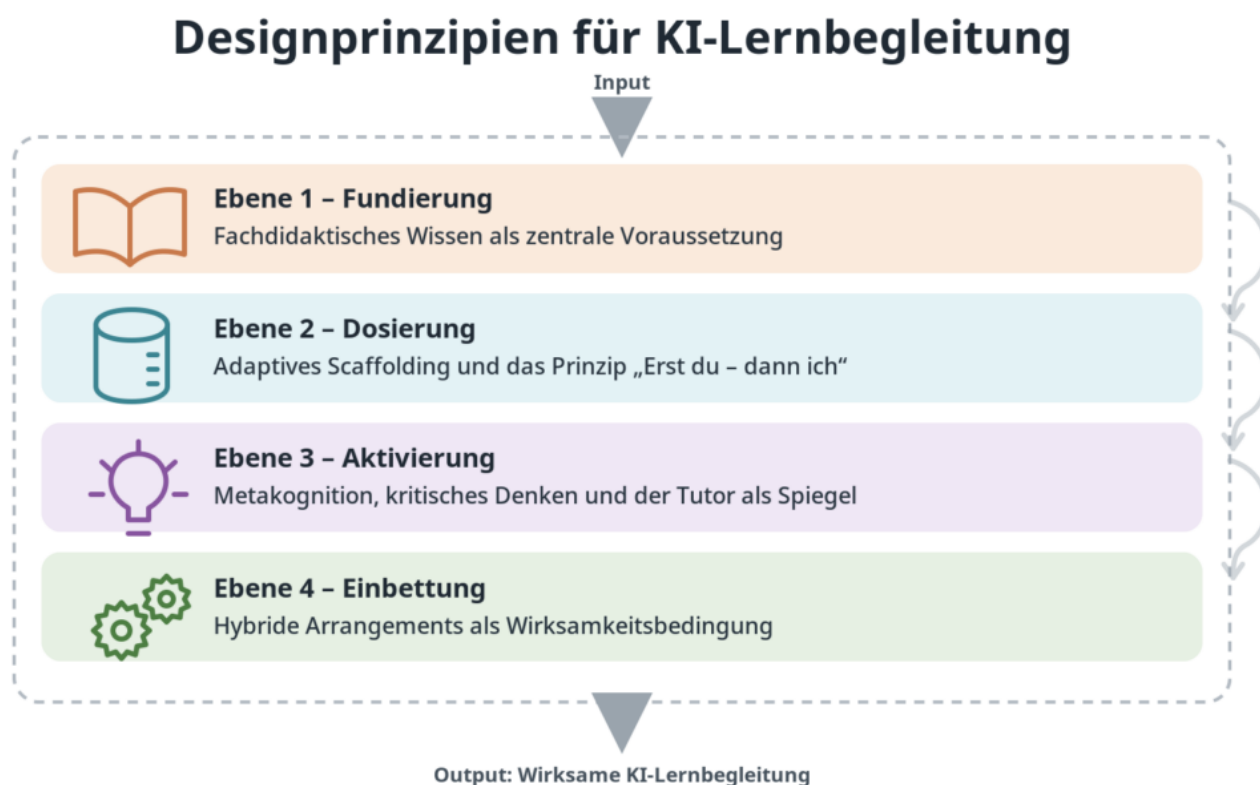 Designprinzipien für KI-Lernbegleitung
Input
Ebene 1 – Fundierung
Fachdidaktisches Wissen als zentrale Voraussetzung
Ebene 2 – Dosierung
Adaptives Scaffolding und das Prinzip „Erst du – dann ich“
Ebene 3 – Aktivierung
Metakognition, kritisches Denken und der Tutor als Spiegel
Ebene 4 – Einbettung
Hybride Arrangements als Wirksamkeitsbedingung
Output: Wirksame KI-Lernbegleitung